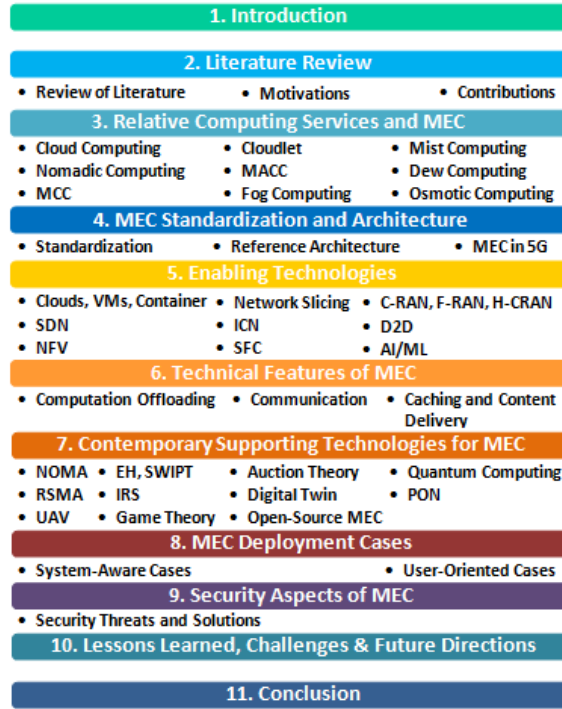 1. Introduction
2. Literature Review
• Review of Literature • Motivations • Contributions
3. Relative Computing Services and MEC
• Cloud Computing • Cloudlet • Mist Computing
• Nomadic Computing • MACC • Dew Computing
• MCC • Fog Computing • Osmotic Computing
4. MEC Standardization and Architecture
• Standardization • Reference Architecture • MEC in 5G
5. Enabling Technologies
• Clouds, VMs, Container • Network Slicing • C-RAN, F-RAN, H-CRAN
• SDN • ICN • D2D
• NFV • SFC • AI/ML
6. Technical Features of MEC
• Computation Offloading • Communication • Caching and Content
Delivery
7. Contemporary Supporting Technologies for MEC
• NOMA • EH, SWIPT • Auction Theory • Quantum Computing
• RSMA • IRS • Digital Twin • PON
• UAV • Game Theory • Open-Source MEC
8. MEC Deployment Cases
• System-Aware Cases • User-Oriented Cases
9. Security Aspects of MEC
• Security Threats and Solutions
10. Lessons Learned, Challenges & Future Directions
11. Conclusion